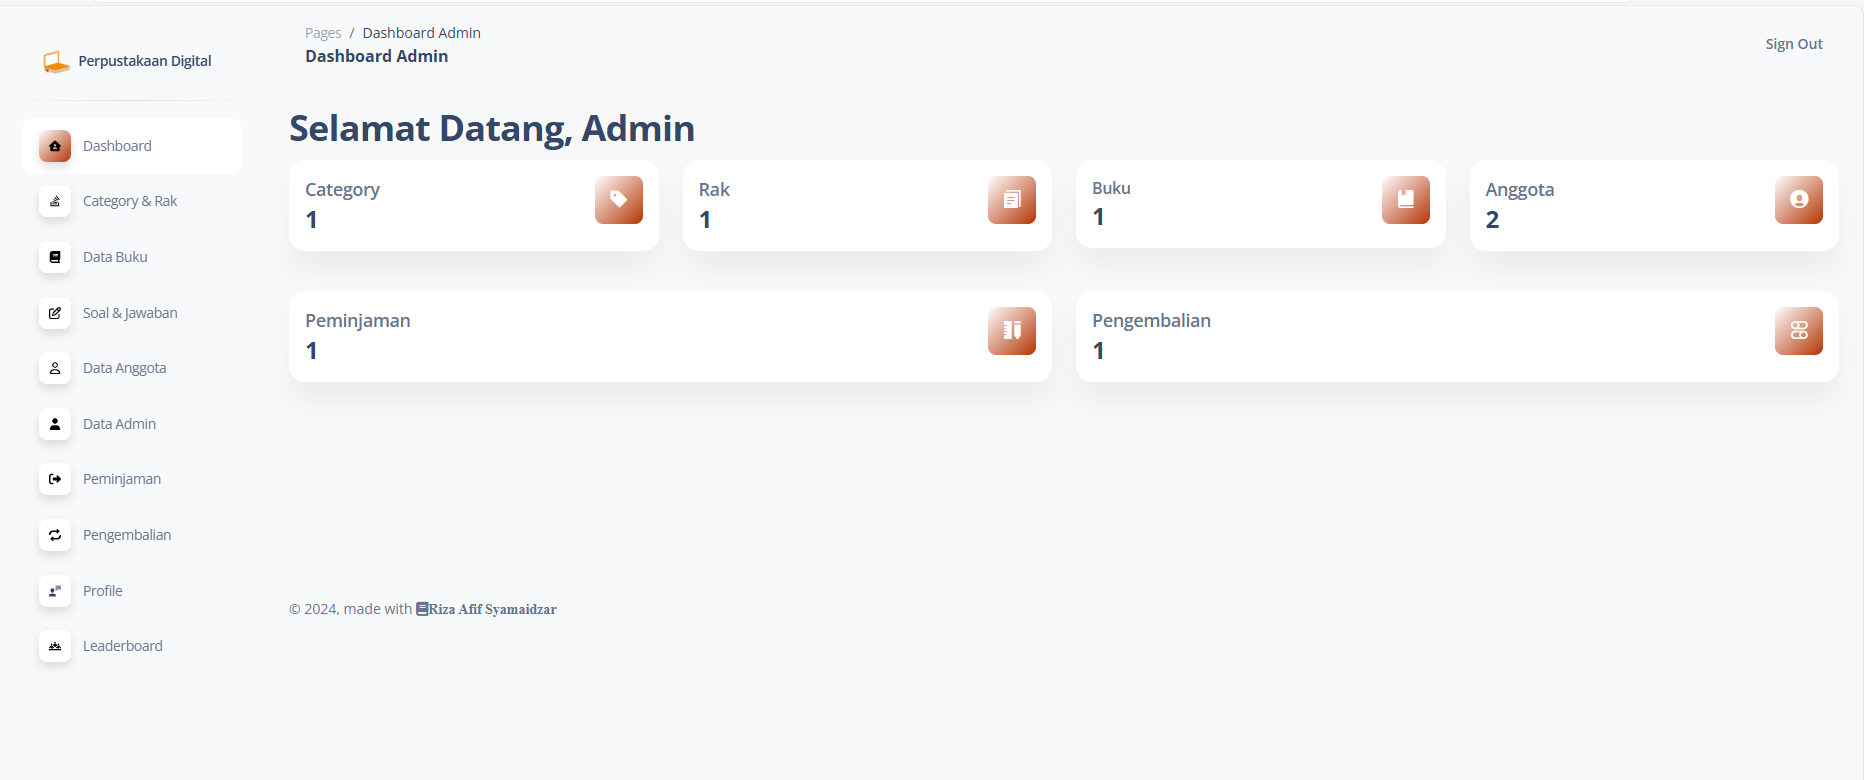 Perpustakaan Digital
Dashboard
Category & Rak
Data Buku
Soal & Jawaban
Data Anggota
Data Admin
Peminjaman
Pengembalian
Profile
Leaderboard
Pages / Dashboard Admin
Dashboard Admin
Sign Out
Selamat Datang, Admin
Category
1
Rak
1
Buku
1
Anggota
2
Peminjaman
1
Pengembalian
1
© 2024, made with Riza Afif Syamaidzar